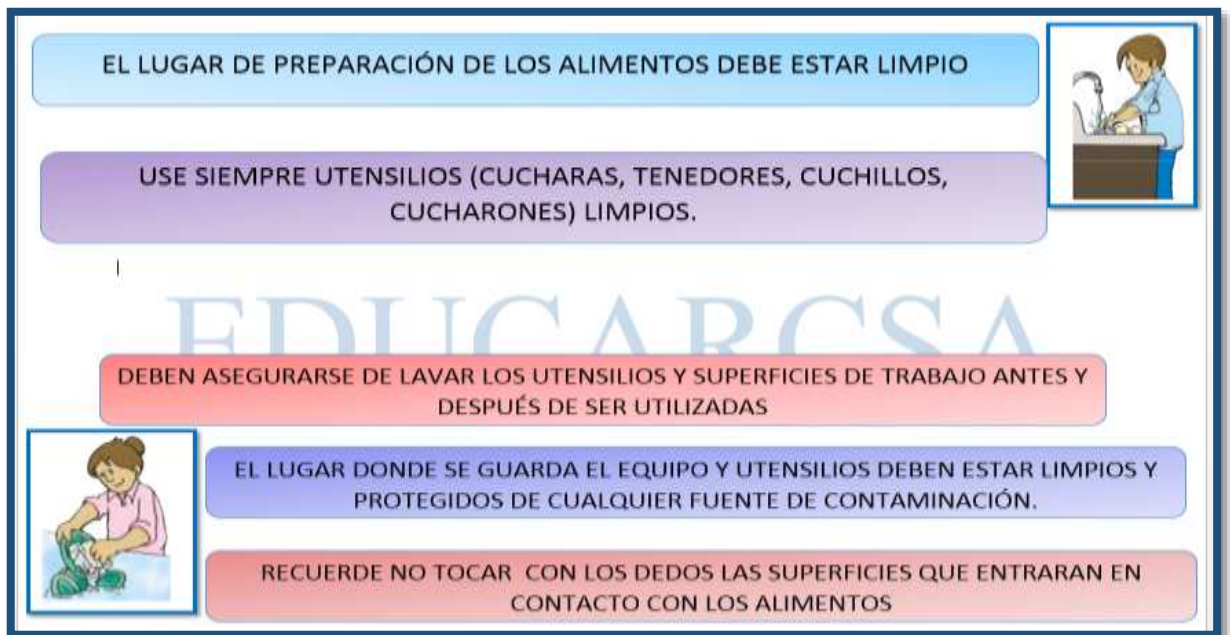 EL LUGAR DE PREPARACIÓN DE LOS ALIMENTOS DEBE ESTAR LIMPIO
USE SIEMPRE UTENSILIOS (CUCHARAS, TENEDORES, CUCHILLOS,
CUCHARONES) LIMPIOS.
EDUCARCSA
DEBEN ASEGURARSE DE LAVAR LOS UTENSILIOS Y SUPERFICIES DE TRABAJO ANTES Y
DESPUÉS DE SER UTILIZADAS
EL LUGAR DONDE SE GUARDA EL EQUIPO Y UTENSILIOS DEBEN ESTAR LIMPIOS Y
PROTEGIDOS DE CUALQUIER FUENTE DE CONTAMINACIÓN.
RECUERDE NO TOCAR CON LOS DEDOS LAS SUPERFICIES QUE ENTRARAN EN
CONTACTO CON LOS ALIMENTOS